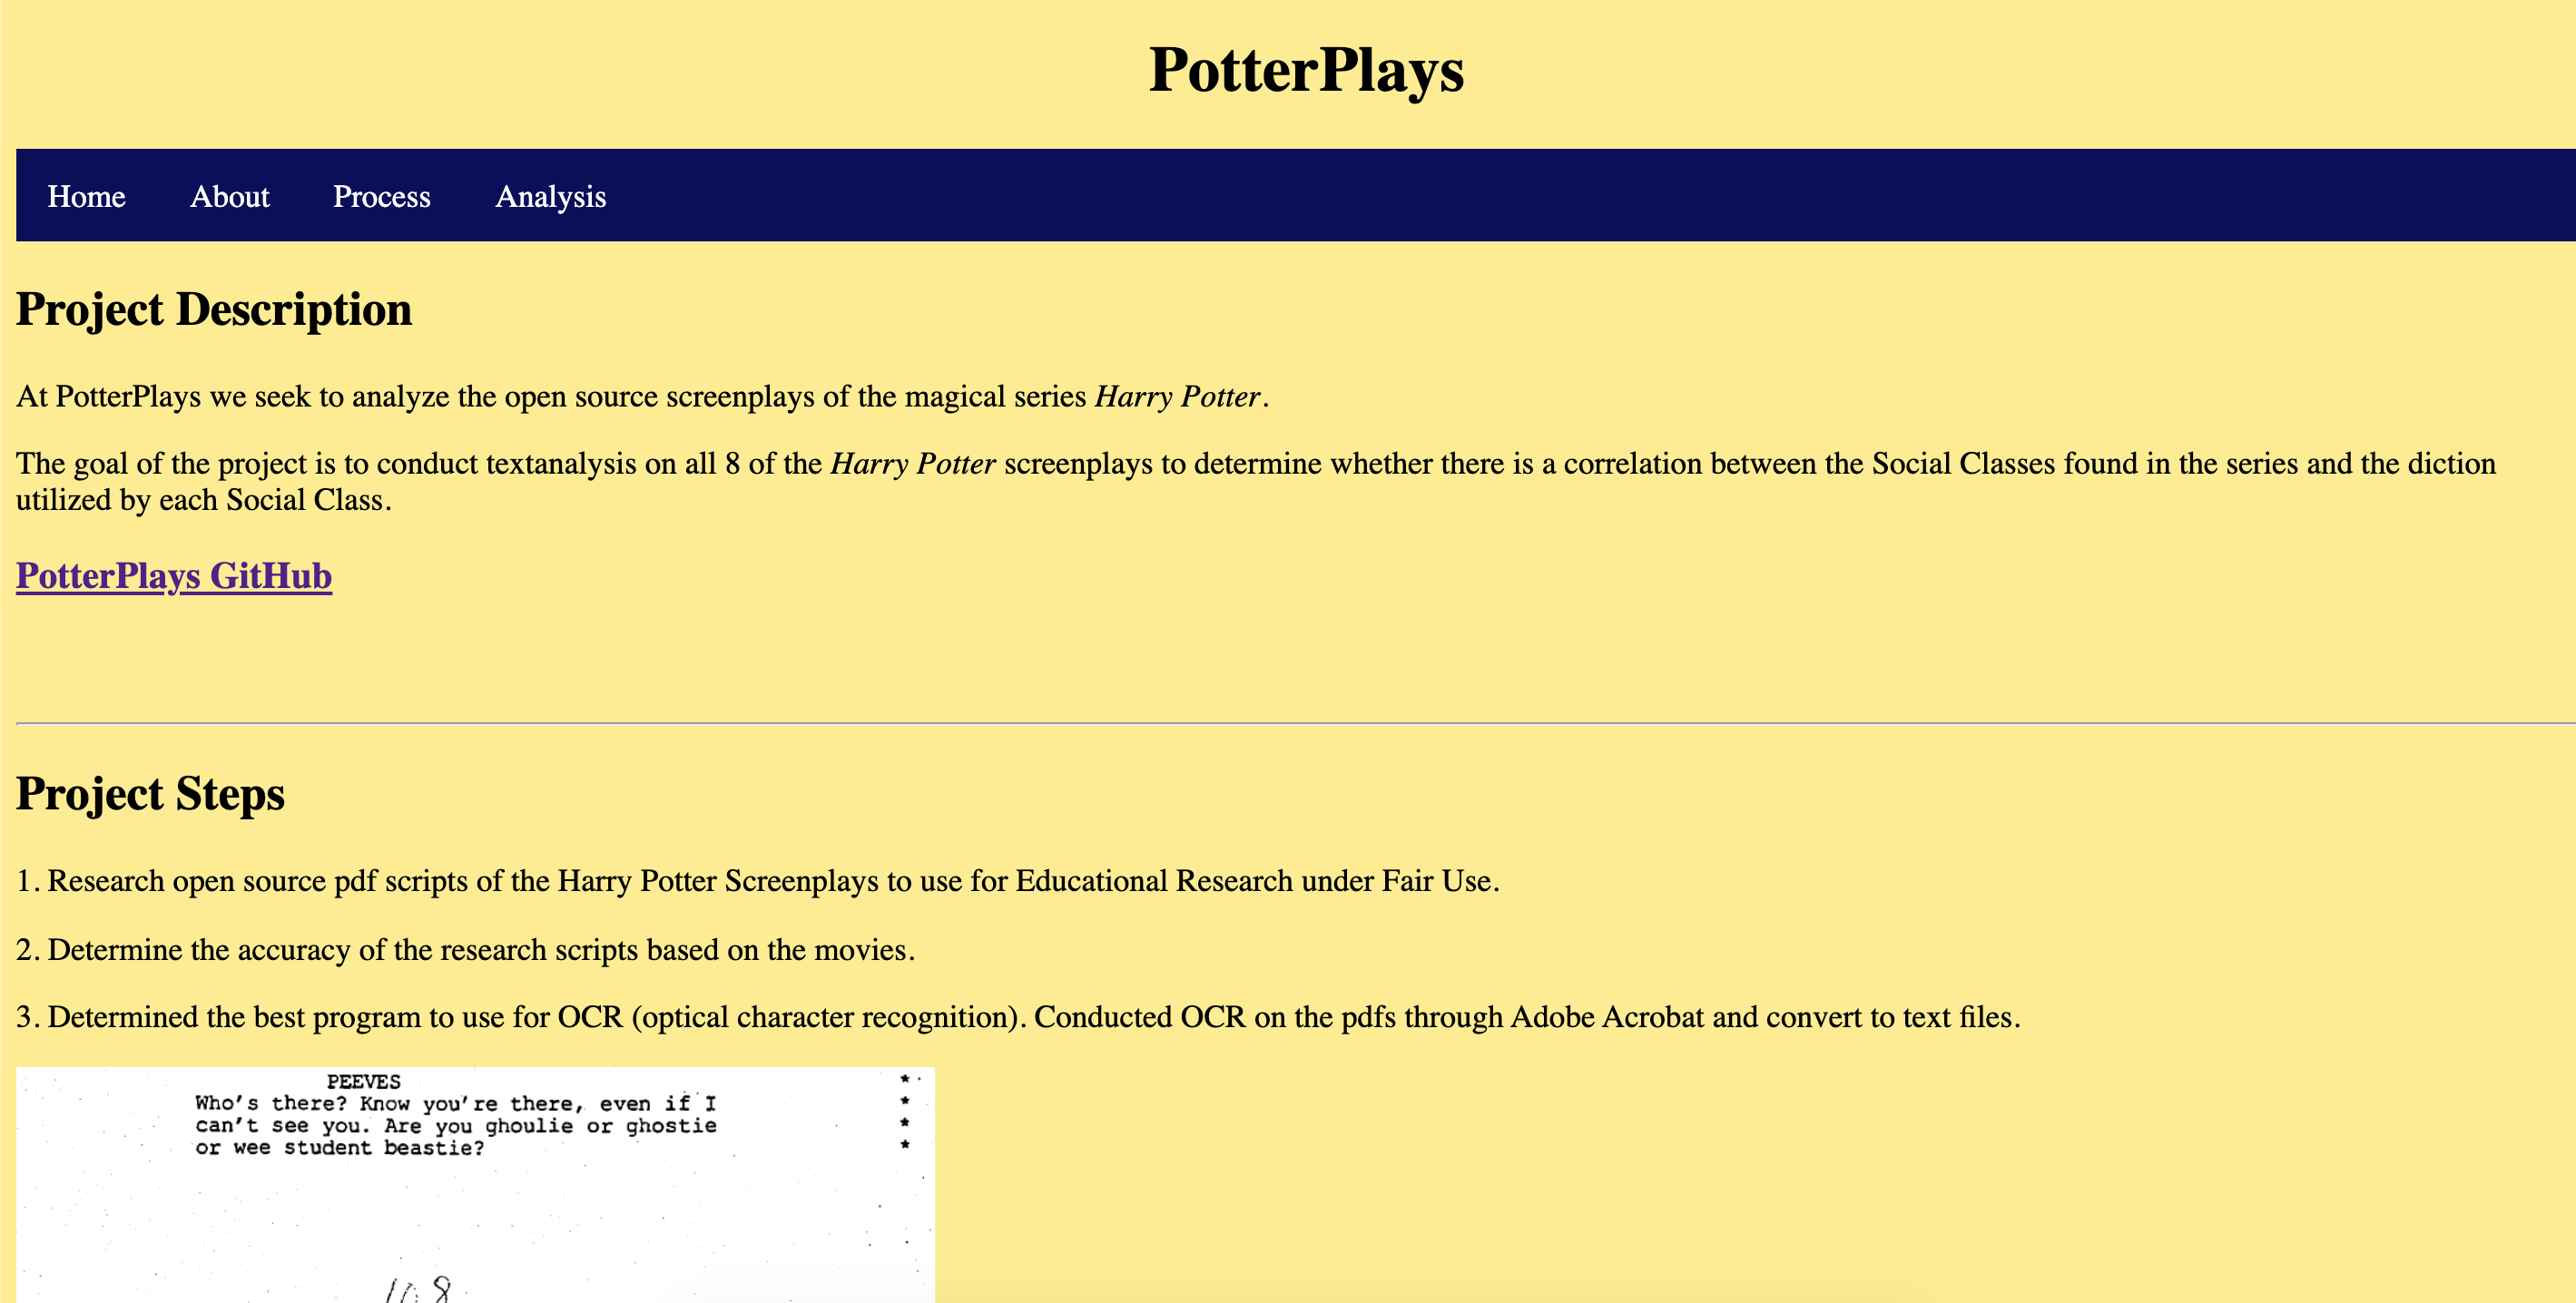 PotterPlays
Home About Process Analysis
Project Description
At PotterPlays we seek to analyze the open source screenplays of the magical series Harry Potter.
The goal of the project is to conduct textanalysis on all 8 of the Harry Potter screenplays to determine whether there is a correlation between the Social Classes found in the series and the diction
utilized by each Social Class.
PotterPlays GitHub
Project Steps
1. Research open source pdf scripts of the Harry Potter Screenplays to use for Educational Research under Fair Use.
2. Determine the accuracy of the research scripts based on the movies.
3. Determined the best program to use for OCR (optical character recognition). Conducted OCR on the pdfs through Adobe Acrobat and convert to text files.
PEEVES *
Who's there? Know you're there, even if I *
can't see you. Are you ghoulie or ghostie *
or wee student beastie? *
108